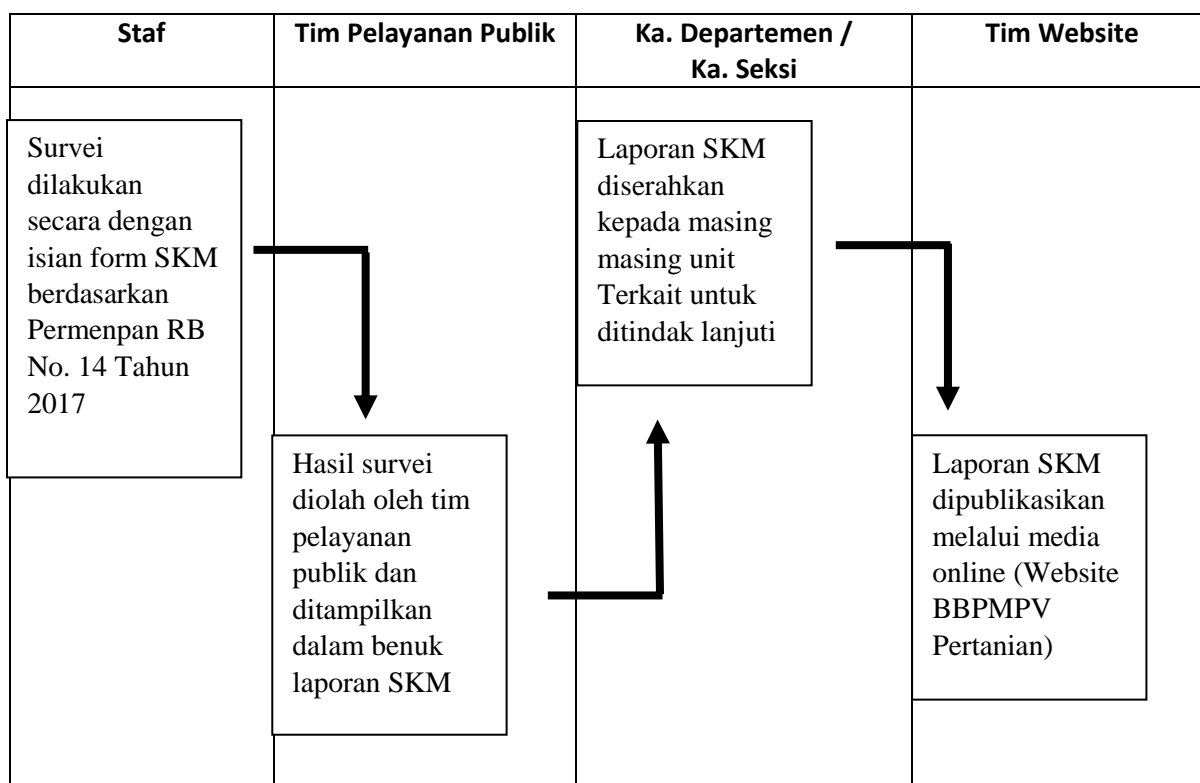 Staf
Tim Pelayanan Publik
Ka. Departemen /
Ka. Seksi
Tim Website
Survei
dilakukan
secara dengan
isian form SKM
berdasarkan
Permenpan RB
No. 14 Tahun
2017
Hasil survei
diolah oleh tim
pelayanan
publik dan
ditampilkan
dalam benuk
laporan SKM
Laporan SKM
diserahkan
kepada masing
masing unit
Terkait untuk
ditindak lanjuti
Laporan SKM
dipublikasikan
melalui media
online (Website
BBPMPV
Pertanian)